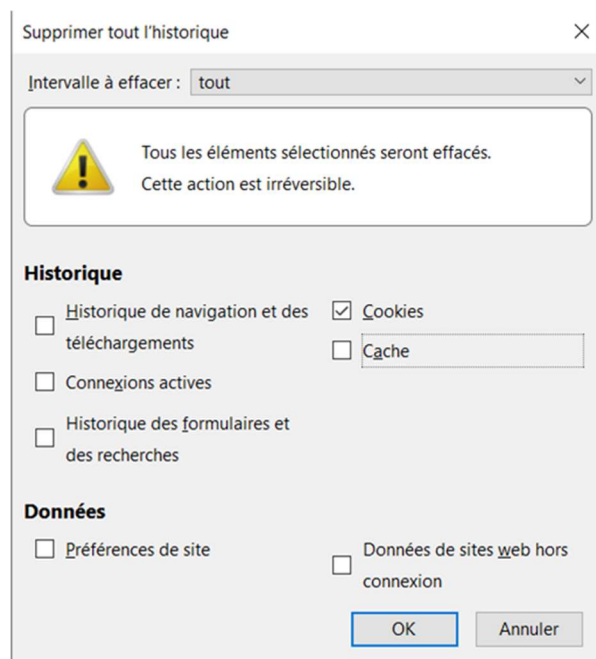 Supprimer tout l'historique
Intervalle à effacer : tout
Tous les éléments sélectionnés seront effacés.
Cette action est irréversible.
Historique
Historique de navigation et des
téléchargements
Cookies
Cache
Connexions actives
Historique des formulaires et
des recherches
Données
Préférences de site
Données de sites web hors
connexion
OK
Annuler